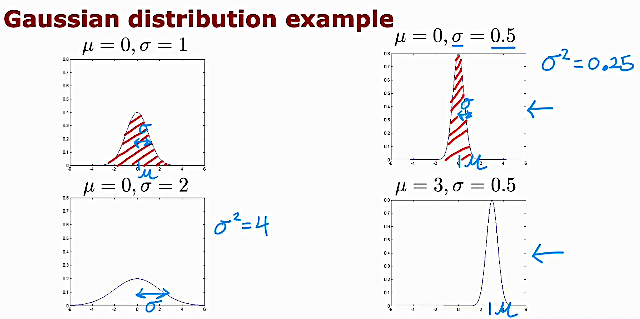 Gaussian distribution example
μ = 0, σ = 1
σ
μ
μ = 0, σ = 0.5
σ² = 0.25
σ
μ
μ = 0, σ = 2
σ² = 4
σ
μ = 3, σ = 0.5
μ